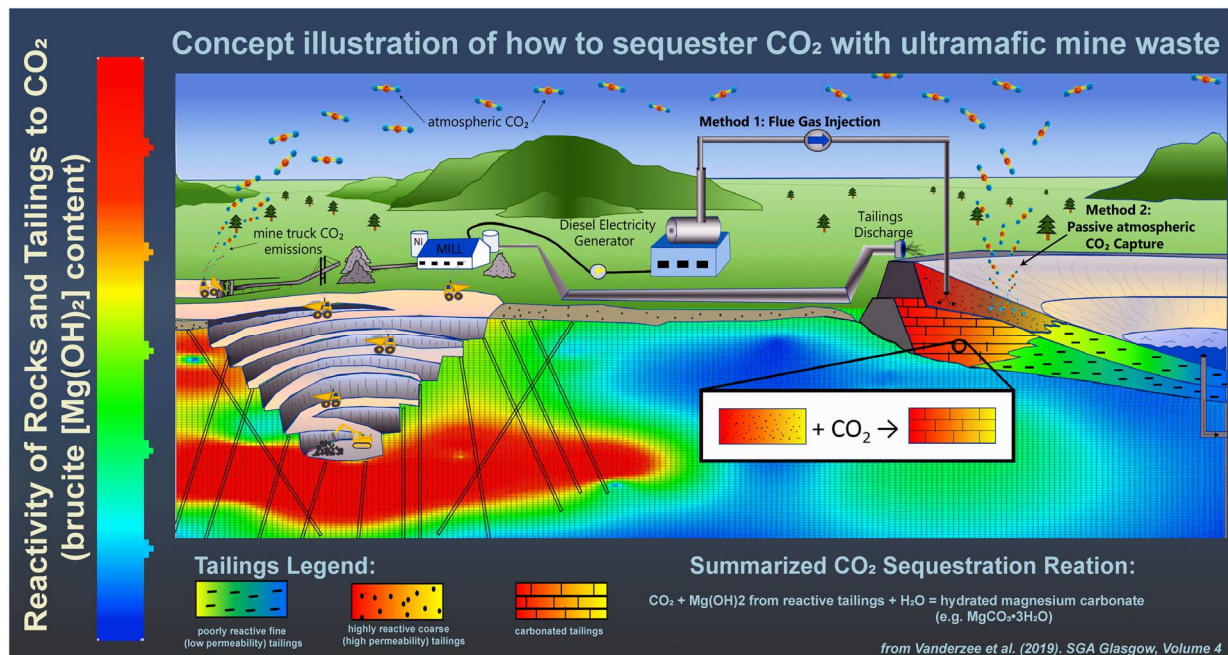 Concept illustration of how to sequester CO₂ with ultramafic mine waste
Reactivity of Rocks and Tailings to CO₂
(brucite [Mg(OH)₂] content)
atmospheric CO₂
Method 1: Flue Gas Injection
mine truck CO₂
emissions
Ni
MILL
Diesel Electricity
Generator
Tailings
Discharge
Method 2:
Passive atmospheric
CO₂ Capture
+ CO₂ →
Tailings Legend:
poorly reactive fine
(low permeability) tailings
highly reactive coarse
(high permeability) tailings
carbonated tailings
Summarized CO₂ Sequestration Reation:
CO₂ + Mg(OH)2 from reactive tailings + H₂O = hydrated magnesium carbonate
(e.g. MgCO₃•3H₂O)
from Vanderzee et al. (2019). SGA Glasgow, Volume 4